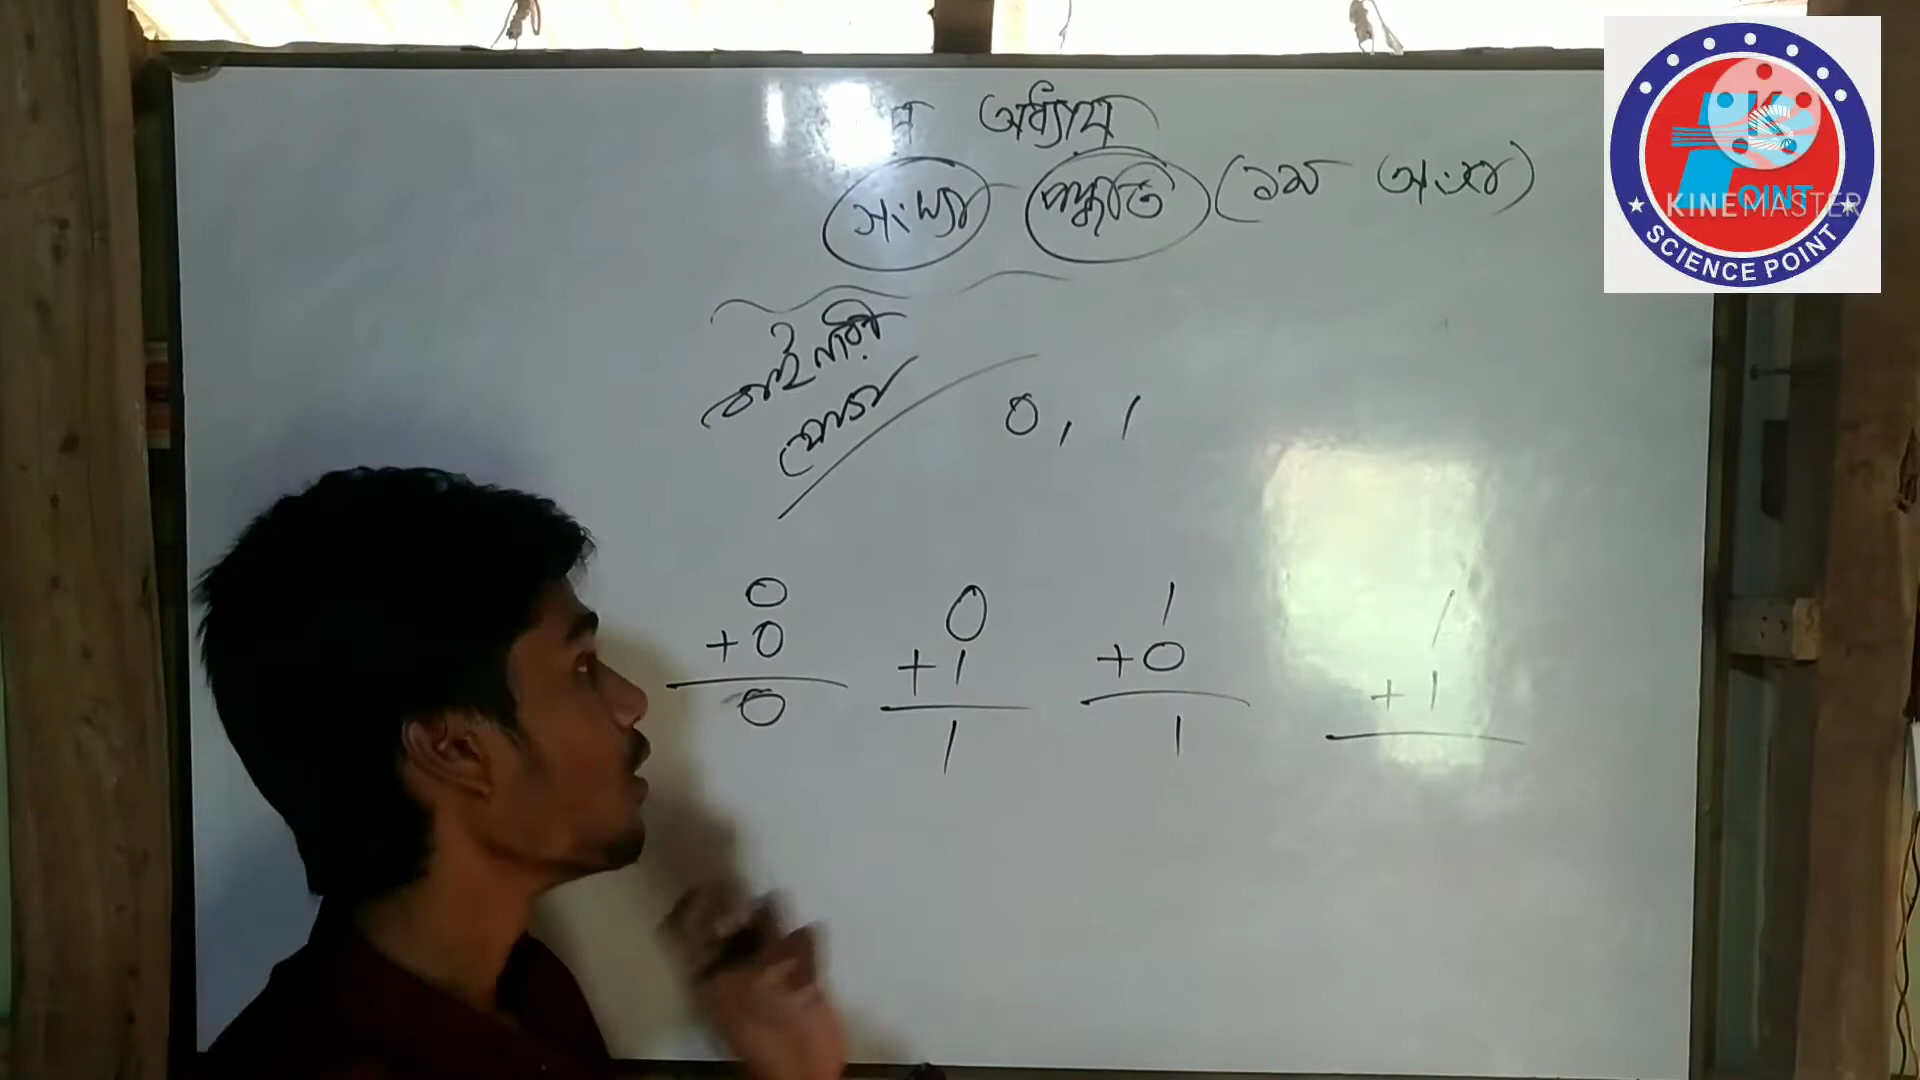 অধ্যায়
সংখ্যা পদ্ধতি (১ম অংশ)
বাইনারি
যোগ
0, 1
0 0 1 1
+0 +1 +0 +1
0 1 1
K POINT
SCIENCE POINT
KINEMASTER